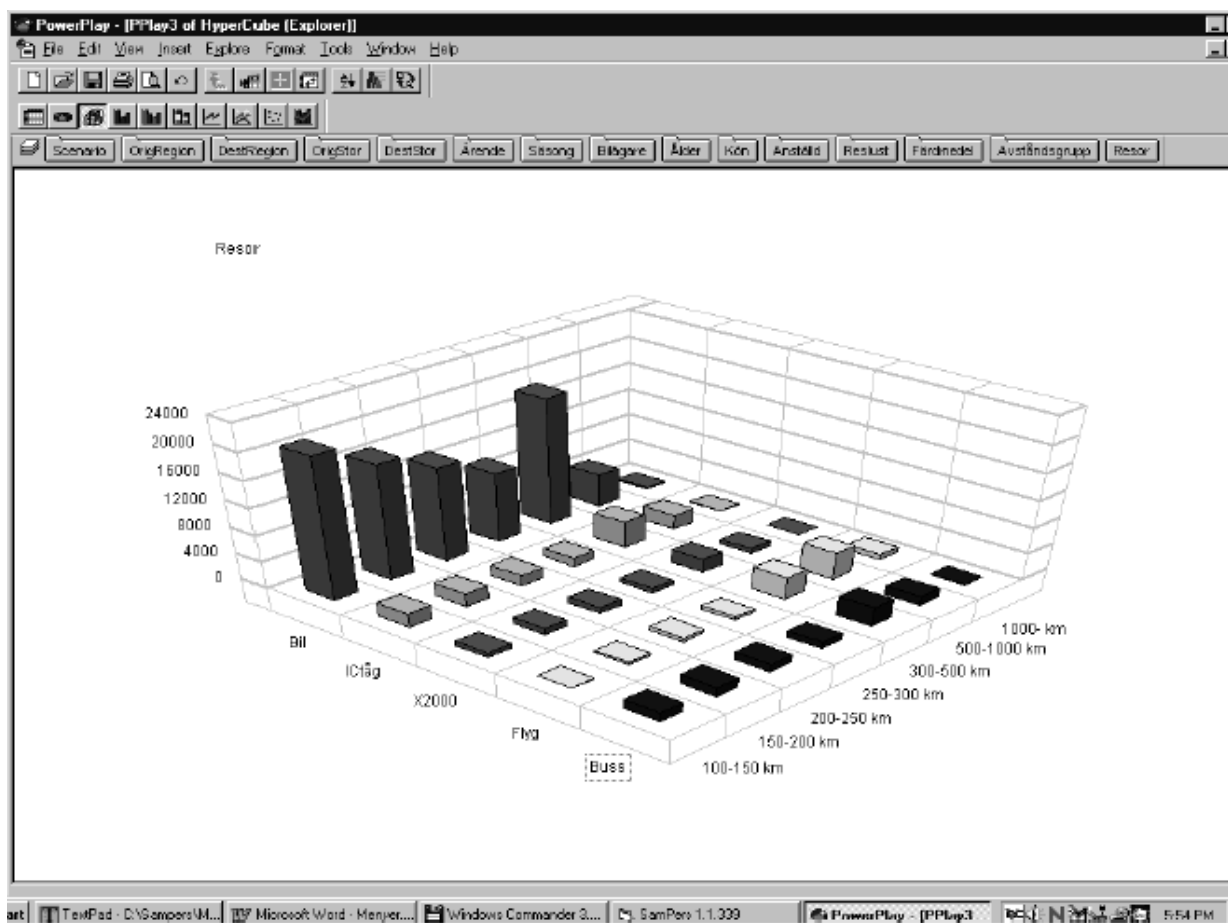 PowerPlay - [PPlay3 of HyperCube (Explorer)]
File Edit View Insert Explore Format Tools Window Help
Scenario OrigRegion DestRegion OrigStor DestStor Ärende Säsong Bilägare Ålder Kön Anställd Reslust Färdmedel Avståndsgrupp Resor
Resor
24000
20000
16000
12000
8000
4000
0
Bil
ICtåg
X2000
Flyg
Buss
1000- km
500-1000 km
300-500 km
250-300 km
200-250 km
150-200 km
100-150 km
art TextPad - D:\Sampers\M... Microsoft Word - Menyer.... Windows Commander 3.... SamPers 1.1.339 PowerPlay - [PPlay3 5:54 PM